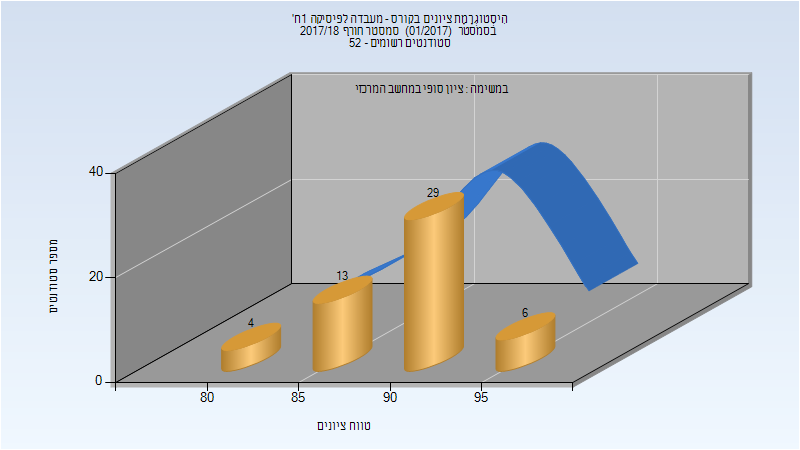 היסטוגרמת ציונים בקורס - מעבדה לפיסיקה 1ח'
בסמסטר (01/2017) סמסטר חורף 2017/18
סטודנטים רשומים - 52
במשימה : ציון סופי במחשב המרכזי
מספר סטודנטים
40
20
0
4
13
29
6
80
85
90
95
טווח ציונים